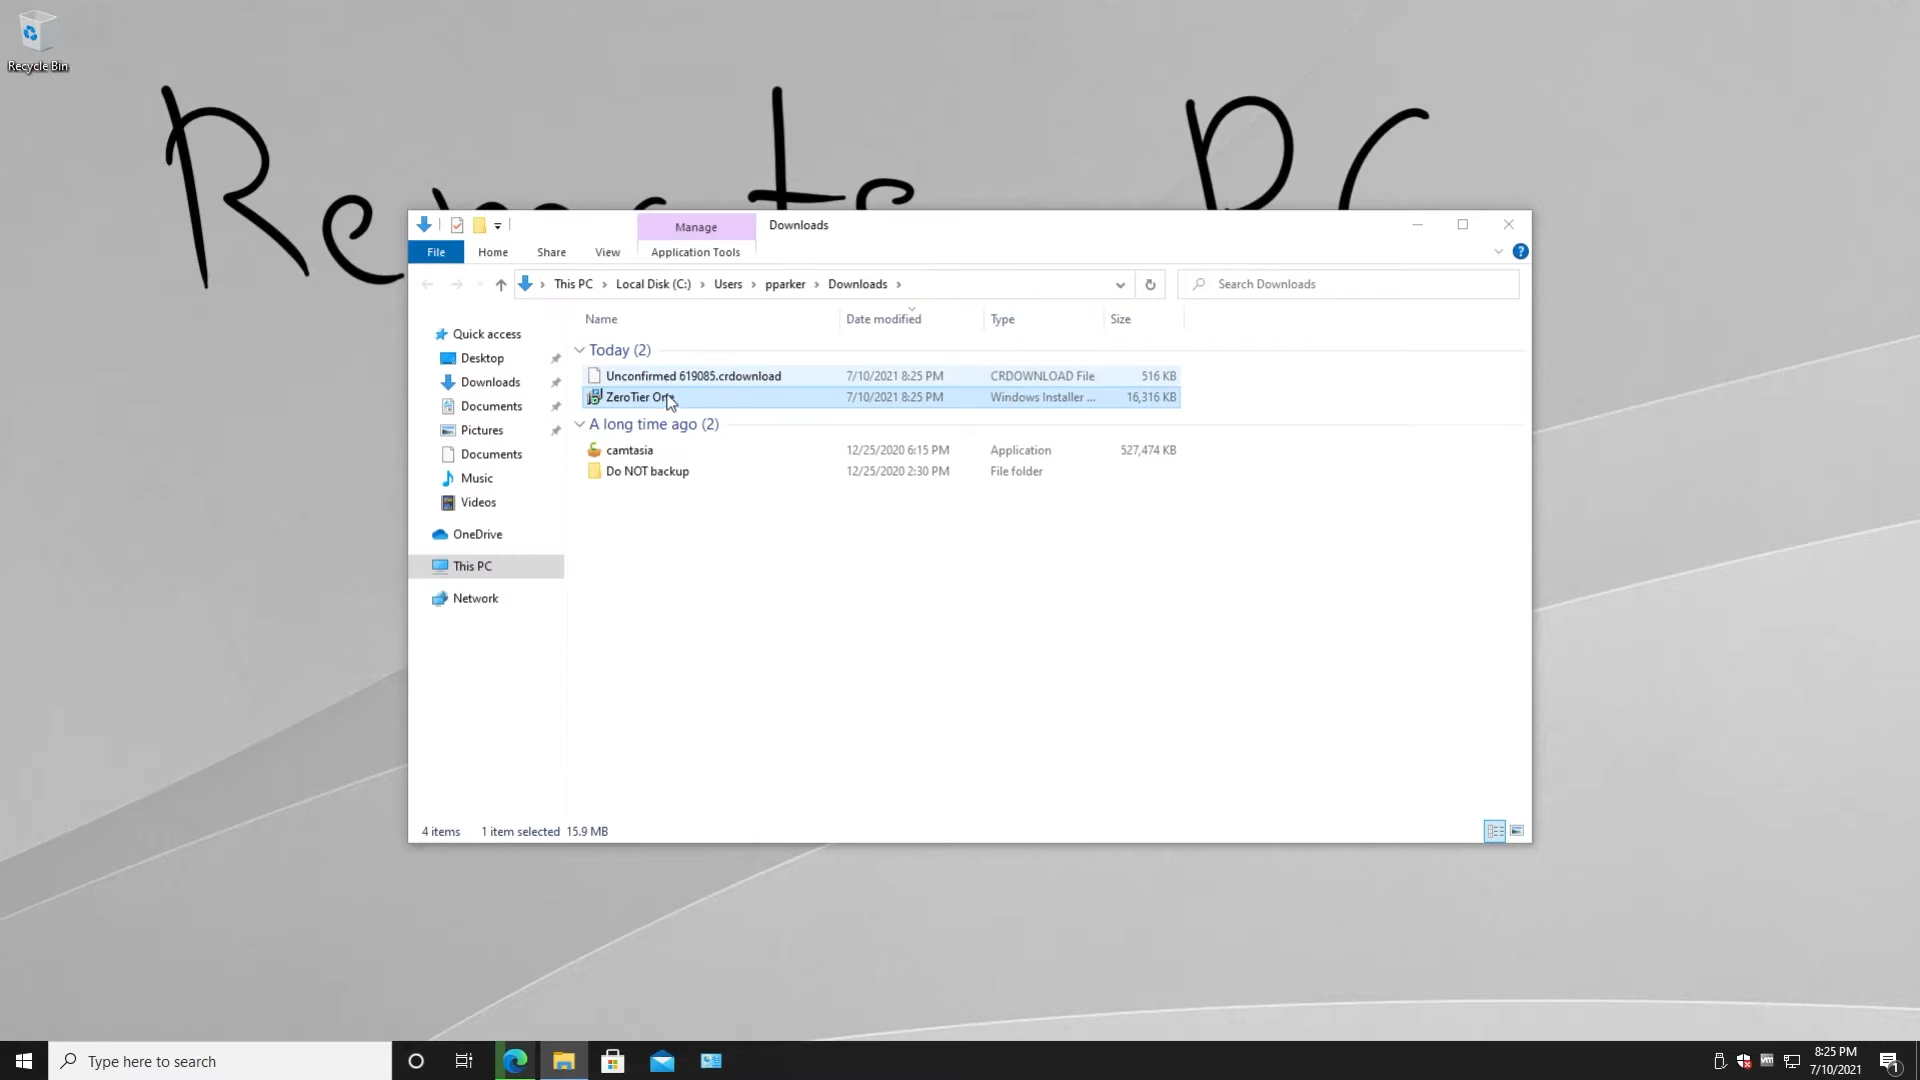 Recycle Bin
Remote PC
Manage
Downloads
File
Home
Share
View
Application Tools
This PC
Local Disk (C:)
Users
pparker
Downloads
Search Downloads
Name
Date modified
Type
Size
Quick access
Desktop
Downloads
Documents
Pictures
Documents
Music
Videos
OneDrive
This PC
Network
Today (2)
Unconfirmed 619085.crdownload 7/10/2021 8:25 PM CRDOWNLOAD File 516 KB
ZeroTier One 7/10/2021 8:25 PM Windows Installer ... 16,316 KB
A long time ago (2)
camtasia 12/25/2020 6:15 PM Application 527,474 KB
Do NOT backup 12/25/2020 2:30 PM File folder
4 items 1 item selected 15.9 MB
Type here to search
8:25 PM
7/10/2021
1